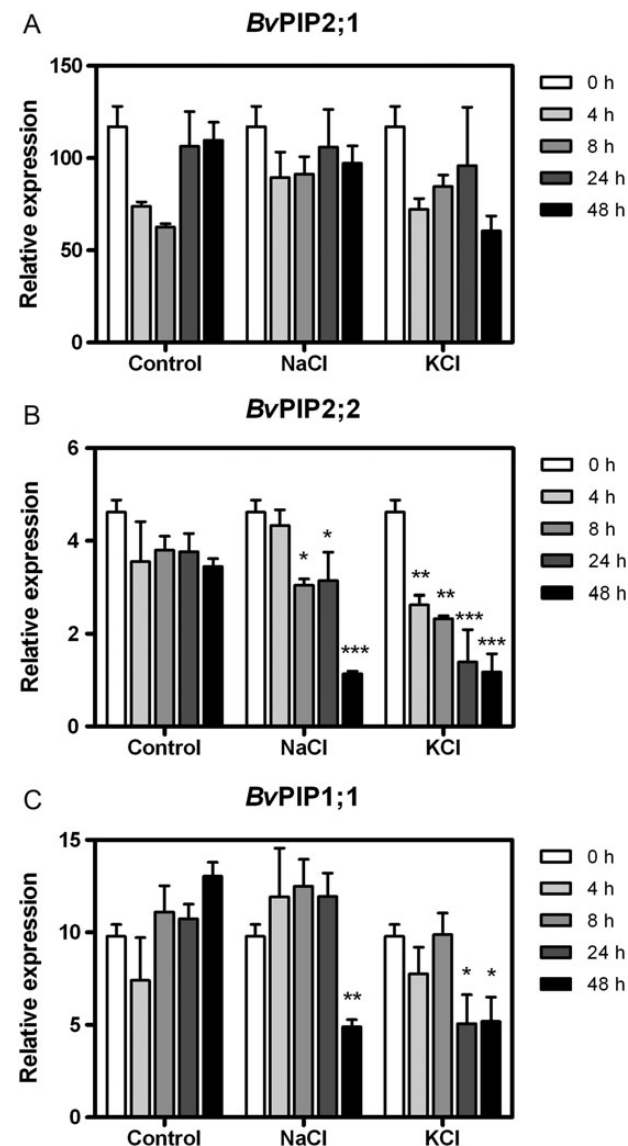 A
BvPIP2;1
Relative expression
150
100
50
0
Control
NaCl
KCl
0 h
4 h
8 h
24 h
48 h
B
BvPIP2;2
Relative expression
6
4
2
0
* * ***
** ** *** ***
Control
NaCl
KCl
0 h
4 h
8 h
24 h
48 h
C
BvPIP1;1
Relative expression
15
10
5
0
**
* *
Control
NaCl
KCl
0 h
4 h
8 h
24 h
48 h